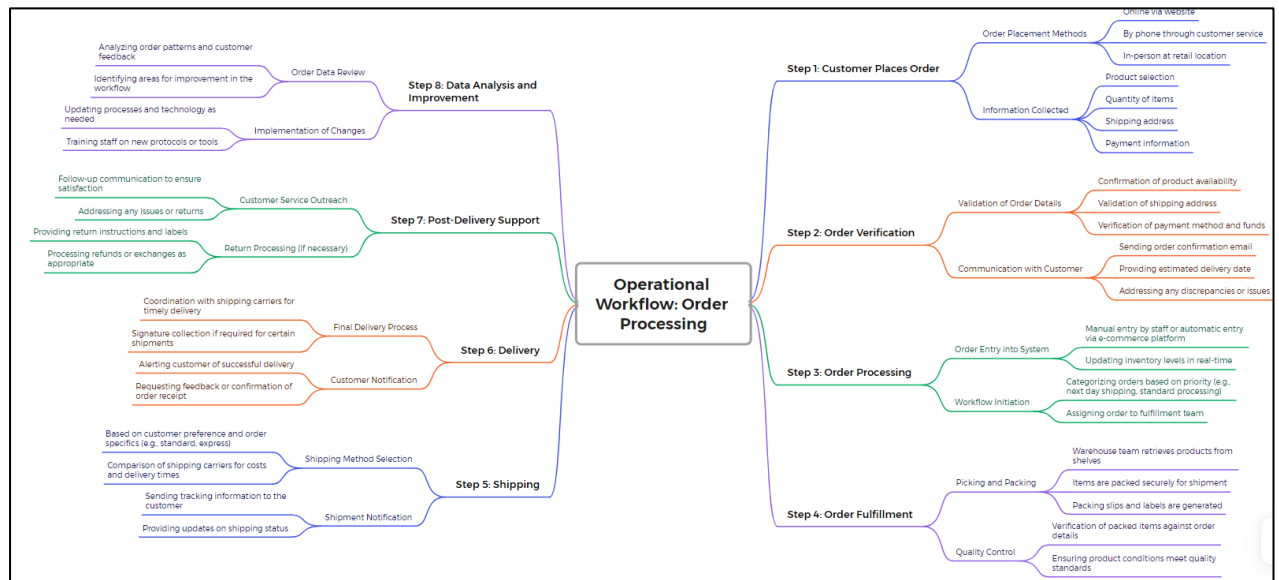 Operational
Workflow: Order
Processing
Step 1: Customer Places Order
Order Placement Methods
Online via website
By phone through customer service
In-person at retail location
Information Collected
Product selection
Quantity of items
Shipping address
Payment information
Step 2: Order Verification
Validation of Order Details
Confirmation of product availability
Validation of shipping address
Verification of payment method and funds
Communication with Customer
Sending order confirmation email
Providing estimated delivery date
Addressing any discrepancies or issues
Step 3: Order Processing
Order Entry into System
Manual entry by staff or automatic entry
via e-commerce platform
Updating inventory levels in real-time
Workflow Initiation
Categorizing orders based on priority (e.g.,
next day shipping, standard processing)
Assigning order to fulfillment team
Step 4: Order Fulfillment
Picking and Packing
Warehouse team retrieves products from
shelves
Items are packed securely for shipment
Packing slips and labels are generated
Quality Control
Verification of packed items against order
details
Ensuring product conditions meet quality
standards
Step 5: Shipping
Shipping Method Selection
Based on customer preference and order
specifics (e.g., standard, express)
Comparison of shipping carriers for costs
and delivery times
Shipment Notification
Sending tracking information to the
customer
Providing updates on shipping status
Step 6: Delivery
Final Delivery Process
Coordination with shipping carriers for
timely delivery
Signature collection if required for certain
shipments
Customer Notification
Alerting customer of successful delivery
Requesting feedback or confirmation of
order receipt
Step 7: Post-Delivery Support
Customer Service Outreach
Follow-up communication to ensure
satisfaction
Addressing any issues or returns
Return Processing (if necessary)
Providing return instructions and labels
Processing refunds or exchanges as
appropriate
Step 8: Data Analysis and
Improvement
Order Data Review
Analyzing order patterns and customer
feedback
Identifying areas for improvement in the
workflow
Implementation of Changes
Updating processes and technology as
needed
Training staff on new protocols or tools